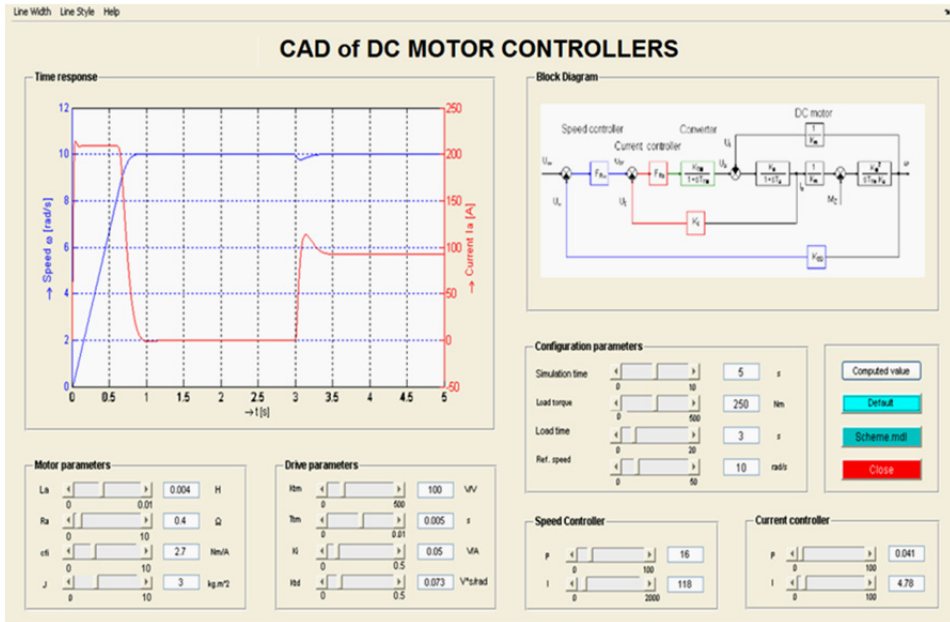 Line Width Line Style Help
CAD of DC MOTOR CONTROLLERS
Time response
12
10
8
6
4
2
0
→ Speed ω [rad/s]
250
200
150
100
50
0
-50
→ Current Ia [A]
0 0.5 1 1.5 2 2.5 3 3.5 4 4.5 5
→ t [s]
Block Diagram
DC motor
Speed controller
Converter
Current controller
Configuration parameters
Simulation time 5 s
0 10
Load torque 250 Nm
0 500
Load time 3 s
0 20
Ref. speed 10 rad/s
0 50
Computed value
Default
Scheme.mdl
Close
Motor parameters
La 0.004 H
0 0.01
Ra 0.4 Ω
0 10
cfi 2.7 Nm/A
0 10
J 3 kg.m^2
0 10
Drive parameters
Ktm 100 V/V
0 500
Ttm 0.005 s
0 0.01
Ki 0.05 V/A
0 0.5
Ktd 0.073 V*s/rad
0 0.5
Speed Controller
P 16
0 100
I 118
0 2000
Current controller
P 0.041
0 100
I 4.78
0 100